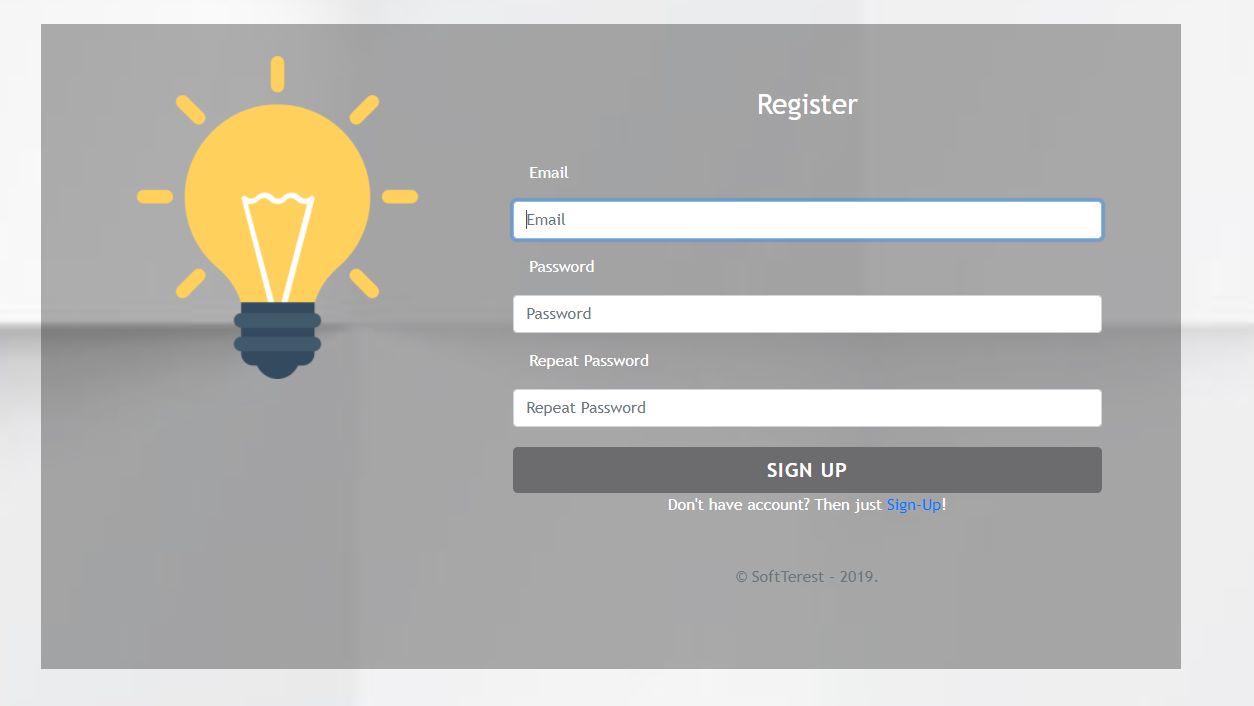 Register
Email
Email
Password
Password
Repeat Password
Repeat Password
SIGN UP
Don't have account? Then just Sign-Up!
© SoftTerest - 2019.